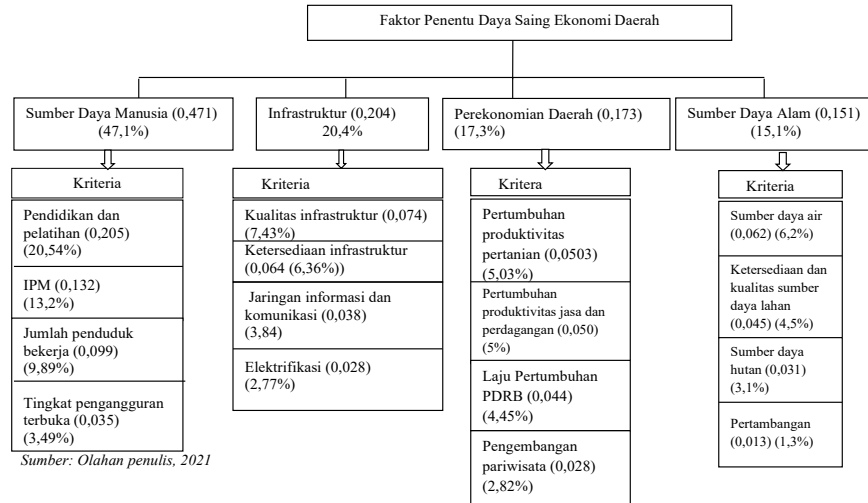 Faktor Penentu Daya Saing Ekonomi Daerah
Sumber Daya Manusia (0,471)
(47,1%)
Infrastruktur (0,204)
20,4%
Perekonomian Daerah (0,173)
(17,3%)
Sumber Daya Alam (0,151)
(15,1%)
Kriteria
Pendidikan dan
pelatihan (0,205)
(20,54%)
IPM (0,132)
(13,2%)
Jumlah penduduk
bekerja (0,099)
(9,89%)
Tingkat pengangguran
terbuka (0,035)
(3,49%)
Kriteria
Kualitas infrastruktur (0,074)
(7,43%)
Ketersediaan infrastruktur
0,064 (6,36%))
Jaringan informasi dan
komunikasi (0,038)
(3,84)
Elektrifikasi (0,028)
(2,77%)
Kritera
Pertumbuhan
produktivitas
pertanian (0,0503)
(5,03%)
Pertumbuhan
produktivitas jasa dan
perdagangan (0,050)
(5%)
Laju Pertumbuhan
PDRB (0,044)
(4,45%)
Pengembangan
pariwisata (0,028)
(2,82%)
Kriteria
Sumber daya air
(0,062) (6,2%)
Ketersediaan dan
kualitas sumber
daya lahan
(0,045) (4,5%)
Sumber daya
hutan (0,031)
(3,1%)
Pertambangan
(0,013) (1,3%)
Sumber: Olahan penulis, 2021